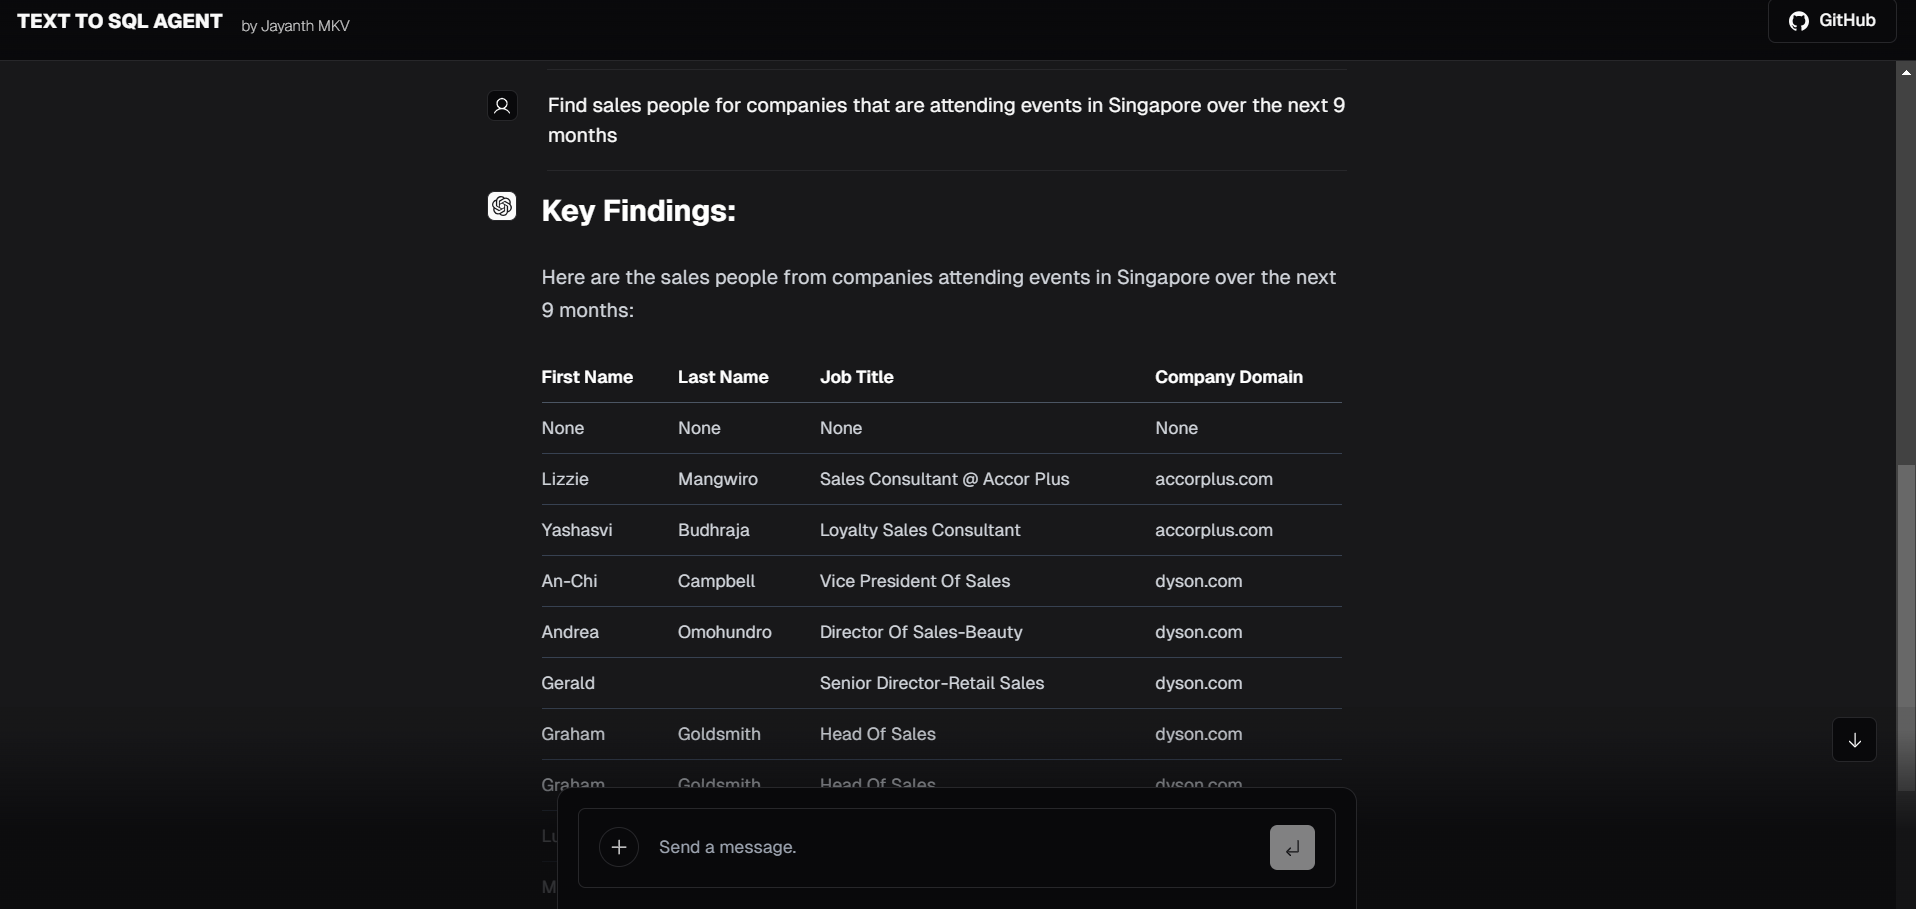 TEXT TO SQL AGENT by Jayanth MKV GitHub
Find sales people for companies that are attending events in Singapore over the next 9
months
Key Findings:
Here are the sales people from companies attending events in Singapore over the next
9 months:
First Name Last Name Job Title Company Domain
None None None None
Lizzie Mangwiro Sales Consultant @ Accor Plus accorplus.com
Yashasvi Budhraja Loyalty Sales Consultant accorplus.com
An-Chi Campbell Vice President Of Sales dyson.com
Andrea Omohundro Director Of Sales-Beauty dyson.com
Gerald Senior Director-Retail Sales dyson.com
Graham Goldsmith Head Of Sales dyson.com
Graham Goldsmith Head Of Sales dyson.com
Send a message.